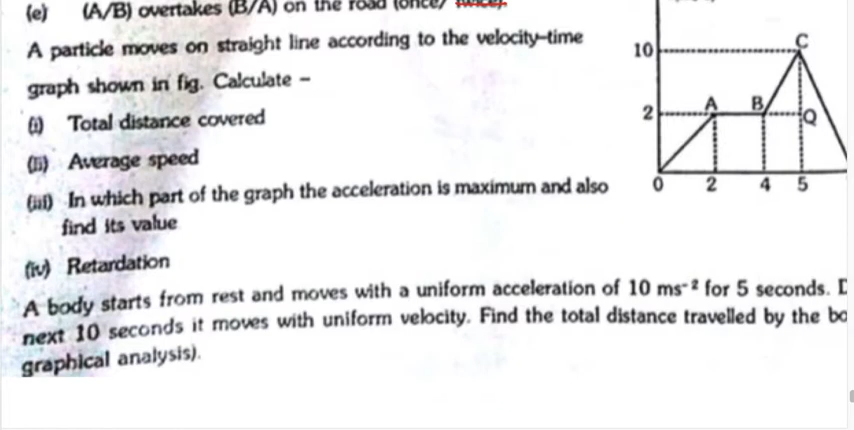 (e) (A/B) overtakes (B/A) on the road (once/ twice).
A particle moves on straight line according to the velocity-time
graph shown in fig. Calculate –
(i) Total distance covered
(ii) Average speed
(iii) In which part of the graph the acceleration is maximum and also
find its value
(iv) Retardation
10
C
2
A
B
Q
0 2 4 5
A body starts from rest and moves with a uniform acceleration of 10 ms⁻² for 5 seconds.
next 10 seconds it moves with uniform velocity. Find the total distance travelled by the
graphical analysis).